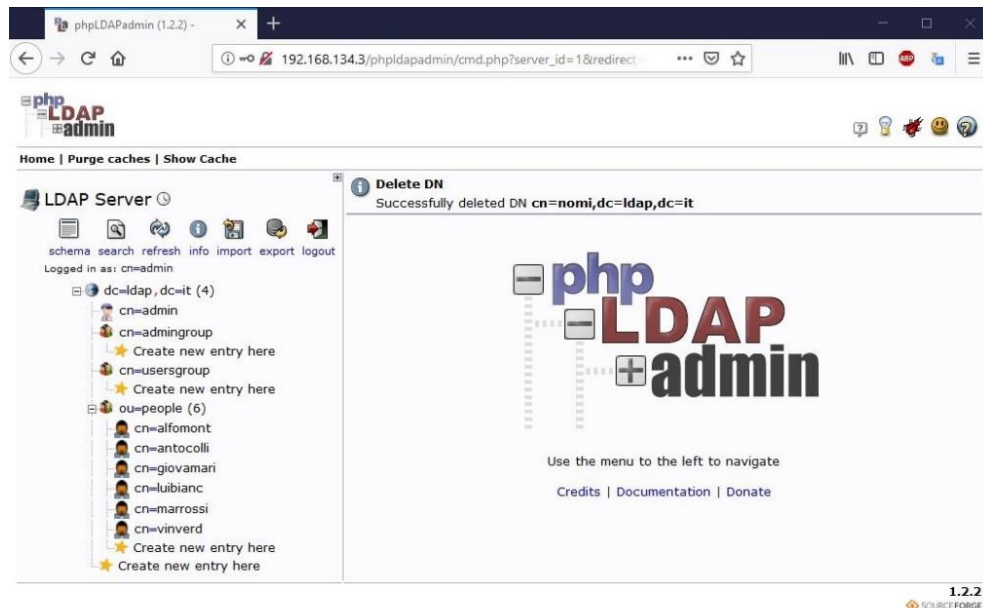 phpLDAPadmin (1.2.2) -
192.168.134.3/phpldapadmin/cmd.php?server_id=1&redirect
ABP
php
LDAP
admin
Home | Purge caches | Show Cache
LDAP Server
schema search refresh info import export logout
Logged in as: cn=admin
dc=ldap,dc=it (4)
cn=admin
cn=admingroup
Create new entry here
cn=usersgroup
Create new entry here
ou=people (6)
cn=alfomont
cn=antocolli
cn=giovamari
cn=luibianc
cn=marrossi
cn=vinverd
Create new entry here
Create new entry here
Delete DN
Successfully deleted DN cn=nomi,dc=ldap,dc=it
php
LDAP
admin
Use the menu to the left to navigate
Credits | Documentation | Donate
1.2.2
SOURCEFORGE